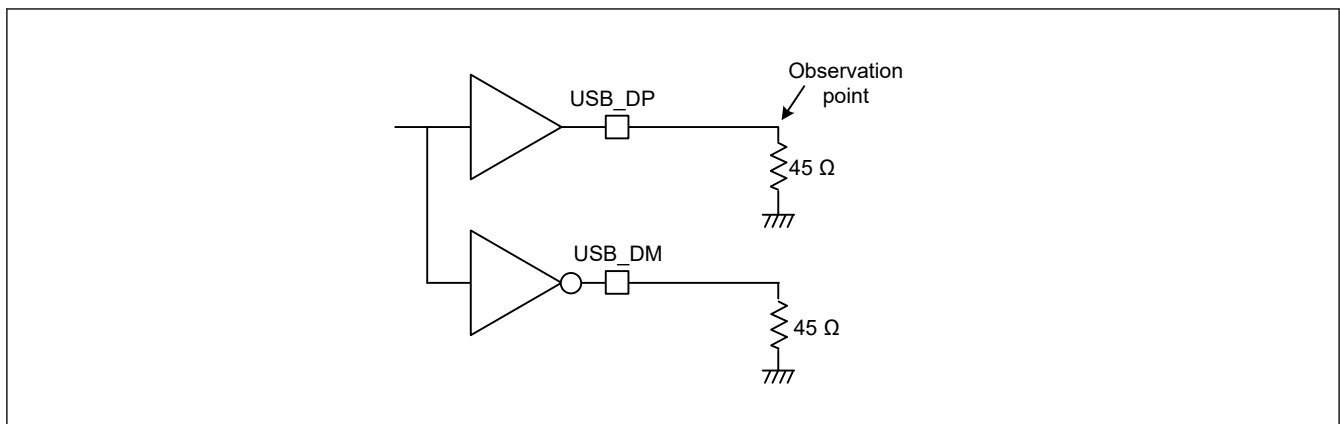 Observation
point
USB_DP
45 Ω
USB_DM
45 Ω